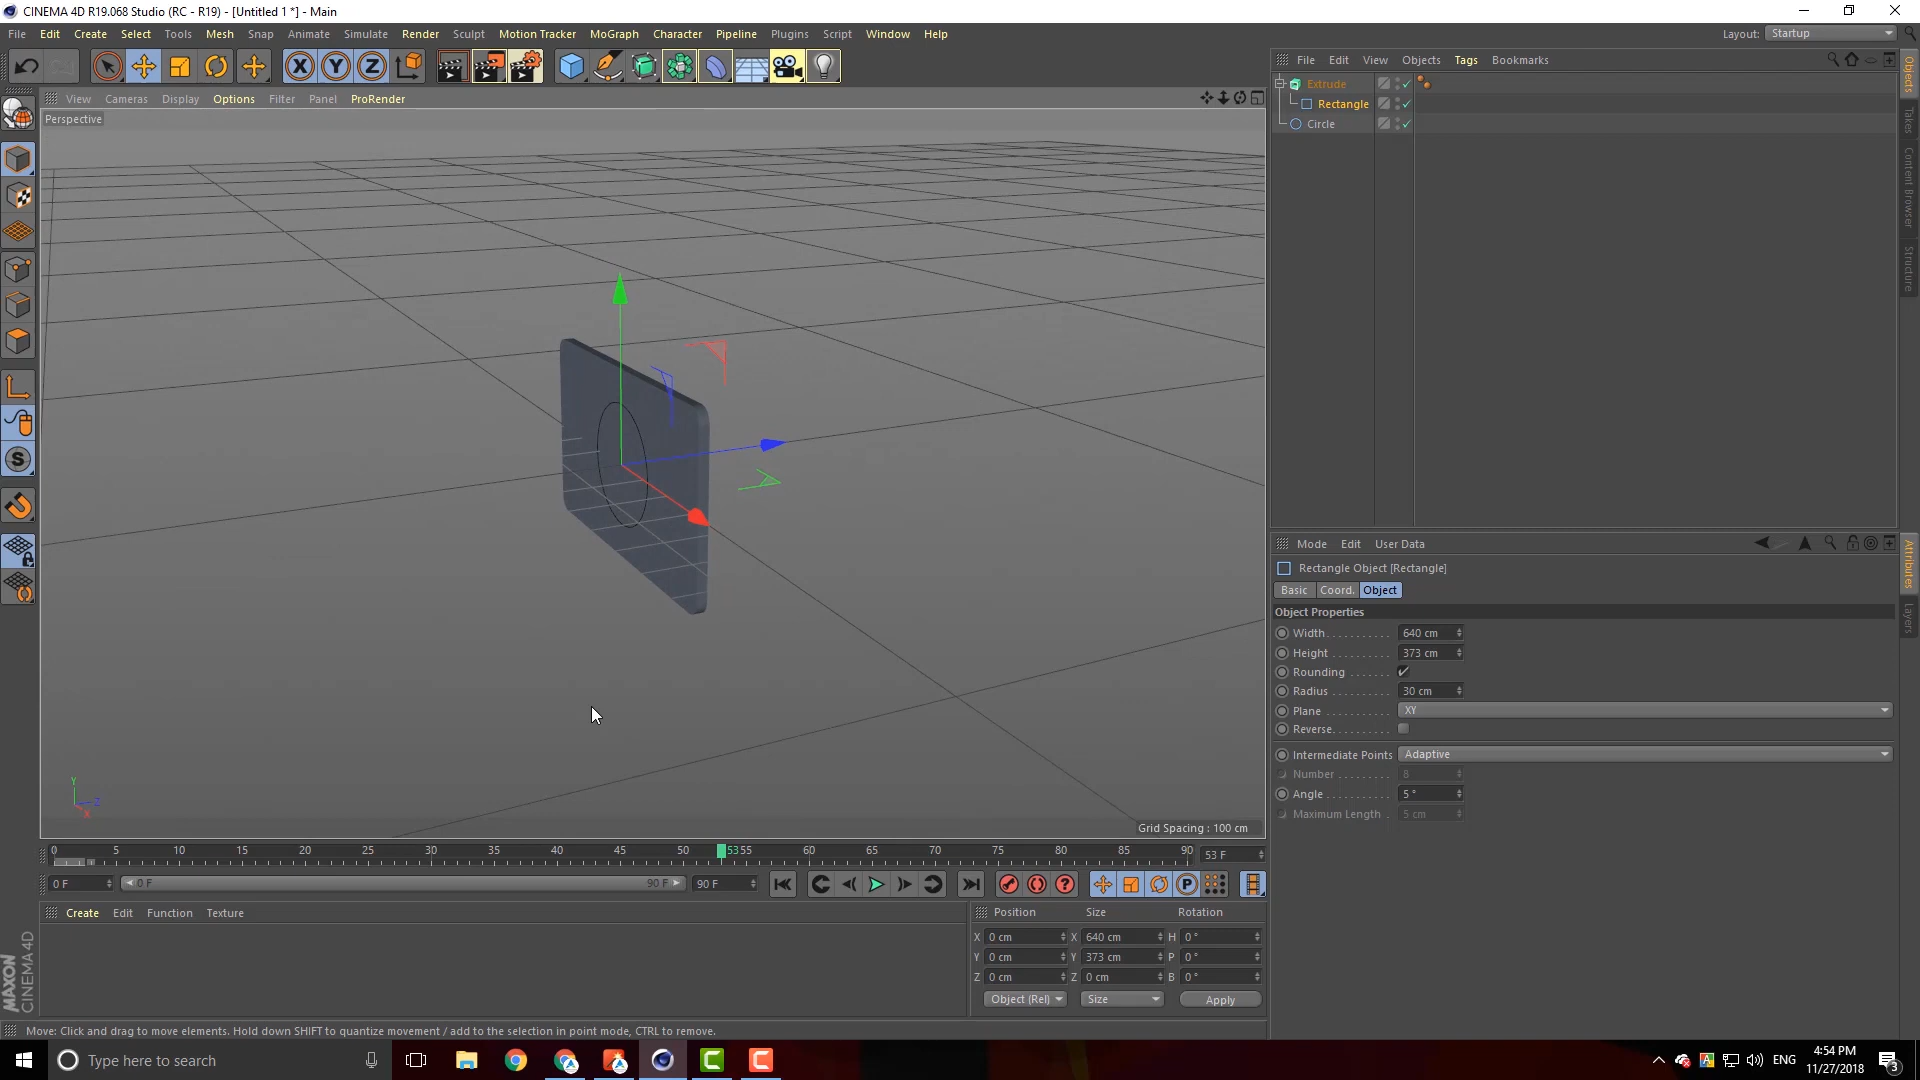 CINEMA 4D R19.068 Studio (RC - R19) - [Untitled 1 *] - Main
File Edit Create Select Tools Mesh Snap Animate Simulate Render Sculpt Motion Tracker MoGraph Character Pipeline Plugins Script Window Help
Layout: Startup
X Y Z
File Edit View Objects Tags Bookmarks
View Cameras Display Options Filter Panel ProRender
Perspective
Extrude
Rectangle
Circle
Objects
Takes
Content Browser
Structure
S
Y
Z
X
Grid Spacing : 100 cm
Mode Edit User Data
Rectangle Object [Rectangle]
Basic Coord. Object
Object Properties
Width 640 cm
Height 373 cm
Rounding
Radius 30 cm
Plane XY
Reverse
Intermediate Points Adaptive
Number 8
Angle 5 °
Maximum Length 5 cm
Attributes
Layers
0 5 10 15 20 25 30 35 40 45 50 5355 60 65 70 75 80 85 90
53 F
0 F 0 F 90 F 90 F
P
Create Edit Function Texture
Position Size Rotation
X 0 cm X 640 cm H 0 °
Y 0 cm Y 373 cm P 0 °
Z 0 cm Z 0 cm B 0 °
Object (Rel) Size Apply
MAXON
CINEMA 4D
Move: Click and drag to move elements. Hold down SHIFT to quantize movement / add to the selection in point mode, CTRL to remove.
Type here to search
ENG
4:54 PM
11/27/2018
3